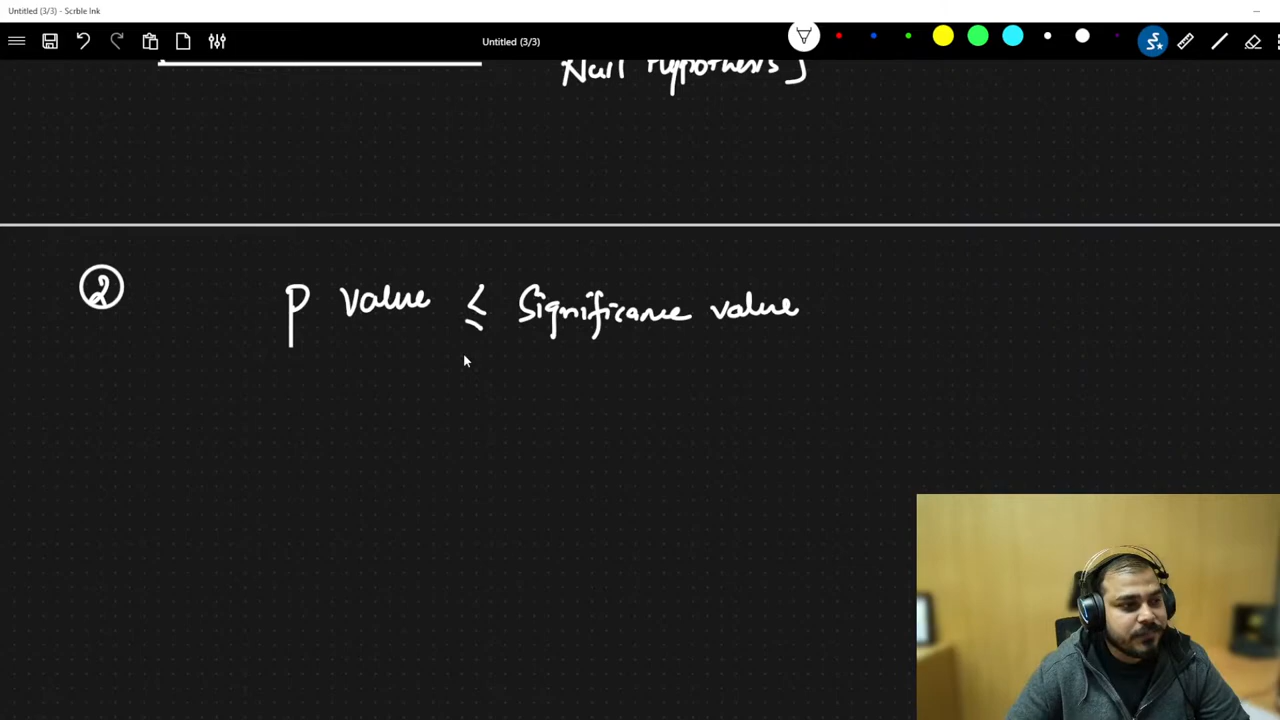 Untitled (3/3) - Scrble Ink
Untitled (3/3)
Null Hypothesis]
2
P value ≤ Significance value